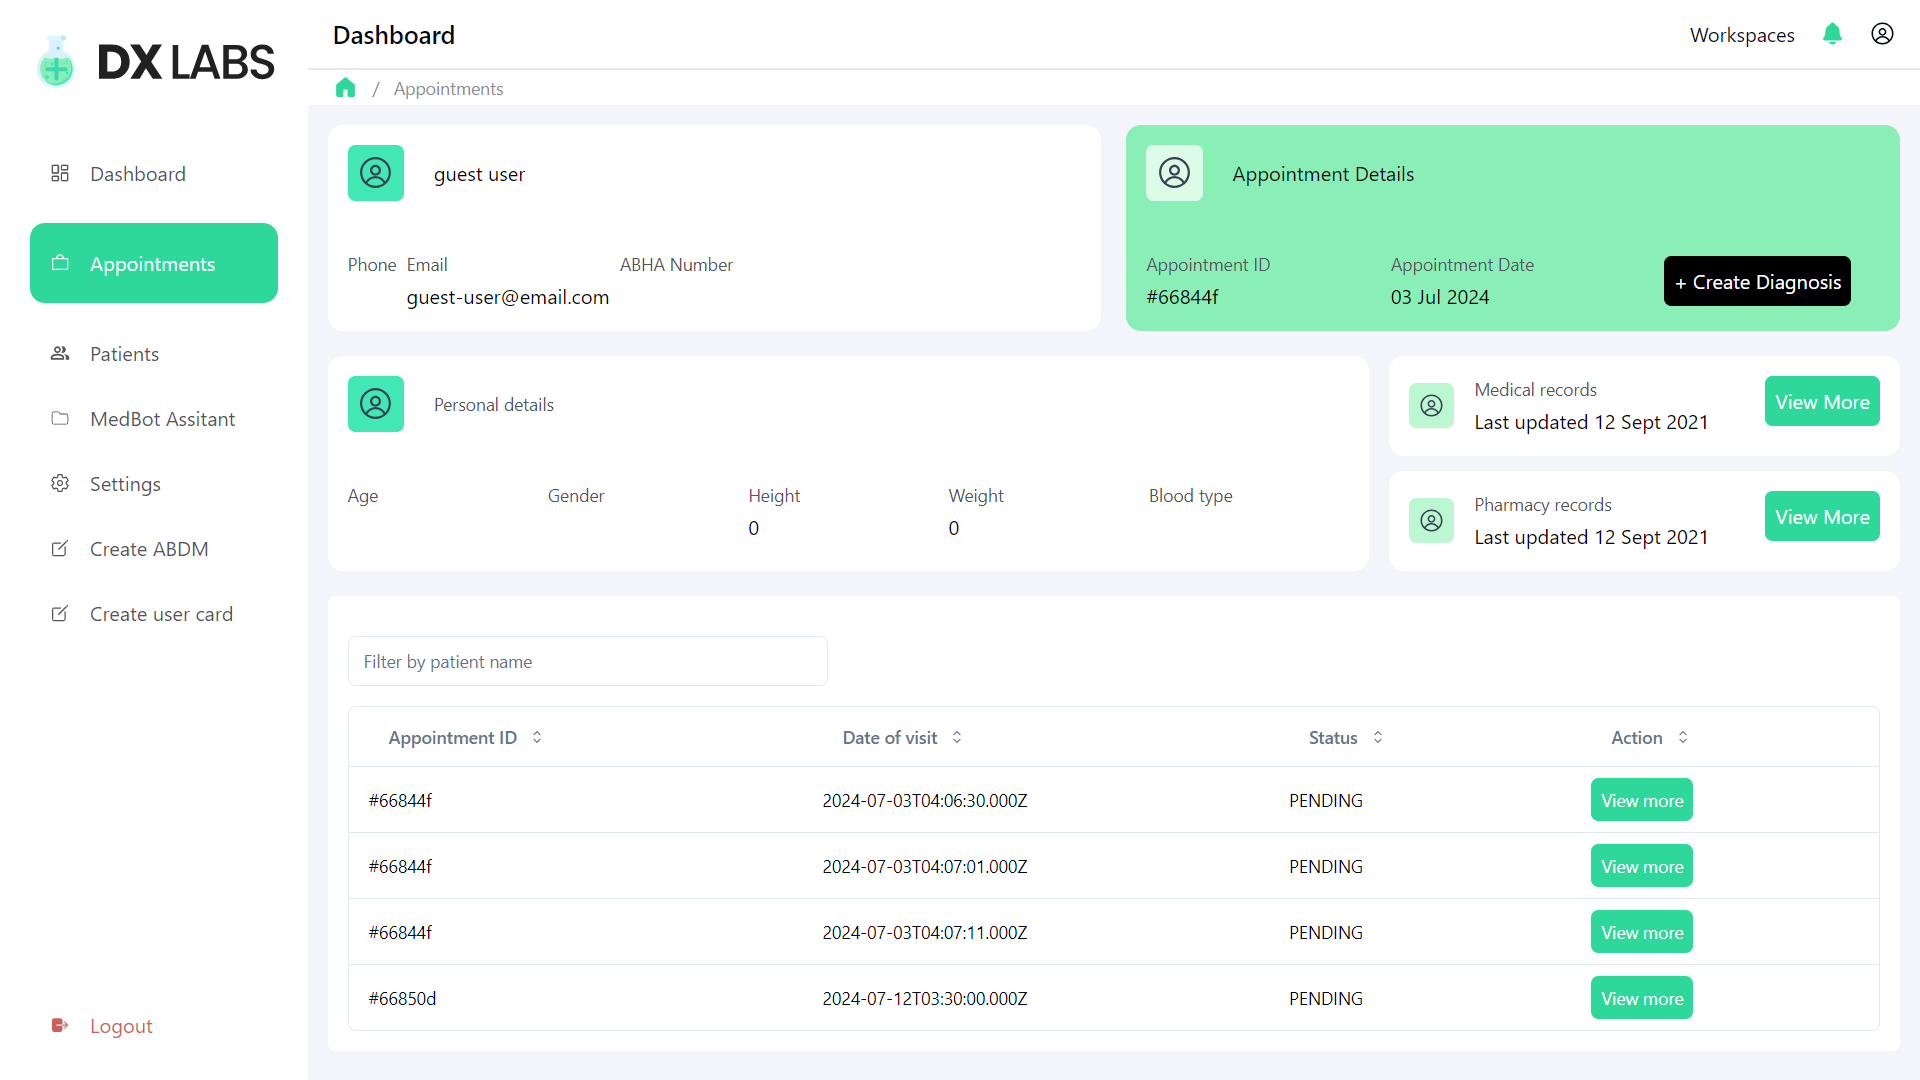 DX LABS
Dashboard
Workspaces
/ Appointments
Dashboard
Appointments
Patients
MedBot Assitant
Settings
Create ABDM
Create user card
Logout
guest user
Phone Email ABHA Number
guest-user@email.com
Appointment Details
Appointment ID Appointment Date
#66844f 03 Jul 2024
+ Create Diagnosis
Personal details
Age Gender Height Weight Blood type
0 0
Medical records
Last updated 12 Sept 2021
View More
Pharmacy records
Last updated 12 Sept 2021
View More
Filter by patient name
Appointment ID Date of visit Status Action
#66844f 2024-07-03T04:06:30.000Z PENDING View more
#66844f 2024-07-03T04:07:01.000Z PENDING View more
#66844f 2024-07-03T04:07:11.000Z PENDING View more
#66850d 2024-07-12T03:30:00.000Z PENDING View more